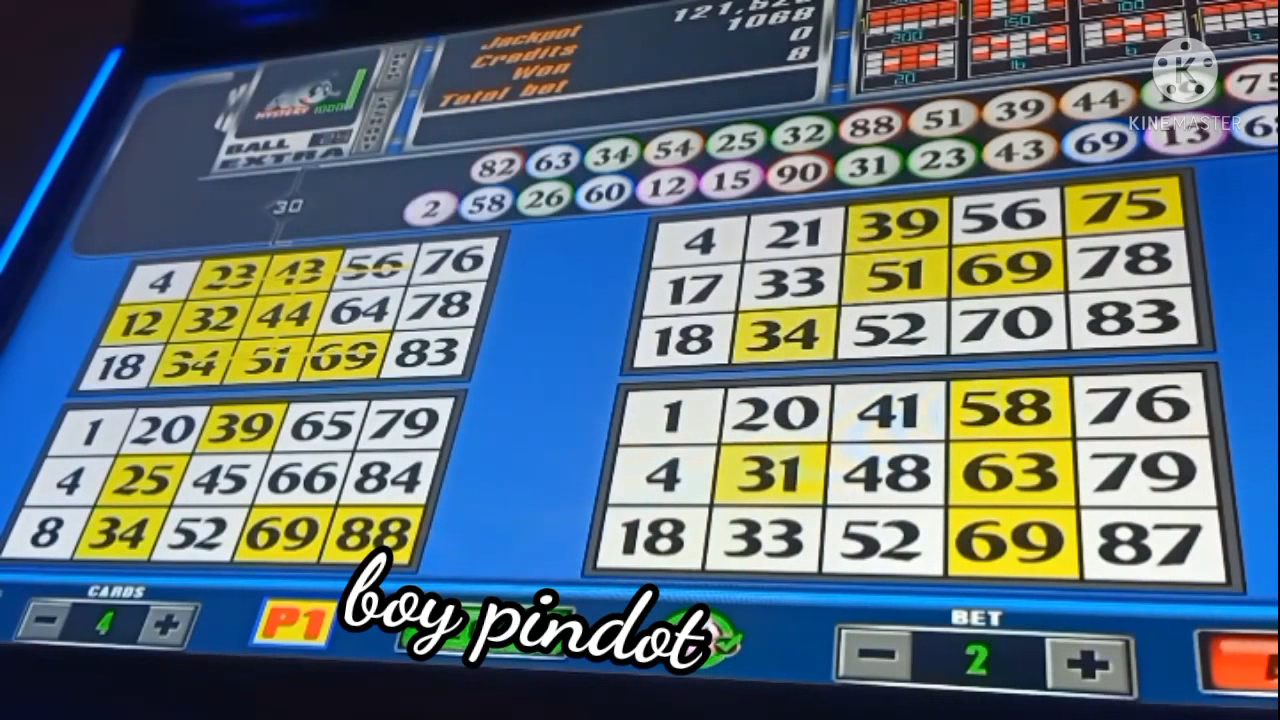 Jackpot 121,52
Credits 1068
Won 0
Total bet 8
MYSTERY 1000
BALL
EXTRA
30
200 150 100
20 16 6 6
KINEMASTER
82 63 34 54 25 32 88 51 39 44 75
2 58 26 60 12 15 90 31 23 43 69 13
4 23 43 56 76
12 32 44 64 78
18 34 51 69 83
4 21 39 56 75
17 33 51 69 78
18 34 52 70 83
1 20 39 65 79
4 25 45 66 84
8 34 52 69 88
1 20 41 58 76
4 31 48 63 79
18 33 52 69 87
CARDS
- 4 +
P1
boy pindot
BET
- 2 +